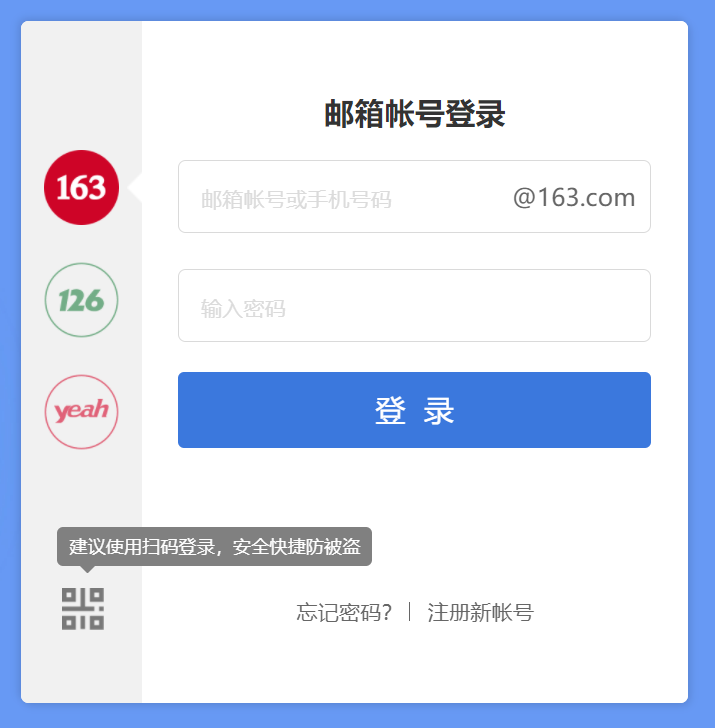 邮箱帐号登录
163
邮箱帐号或手机号码 @163.com
126
输入密码
yeah
登 录
建议使用扫码登录，安全快捷防被盗
忘记密码？ | 注册新帐号